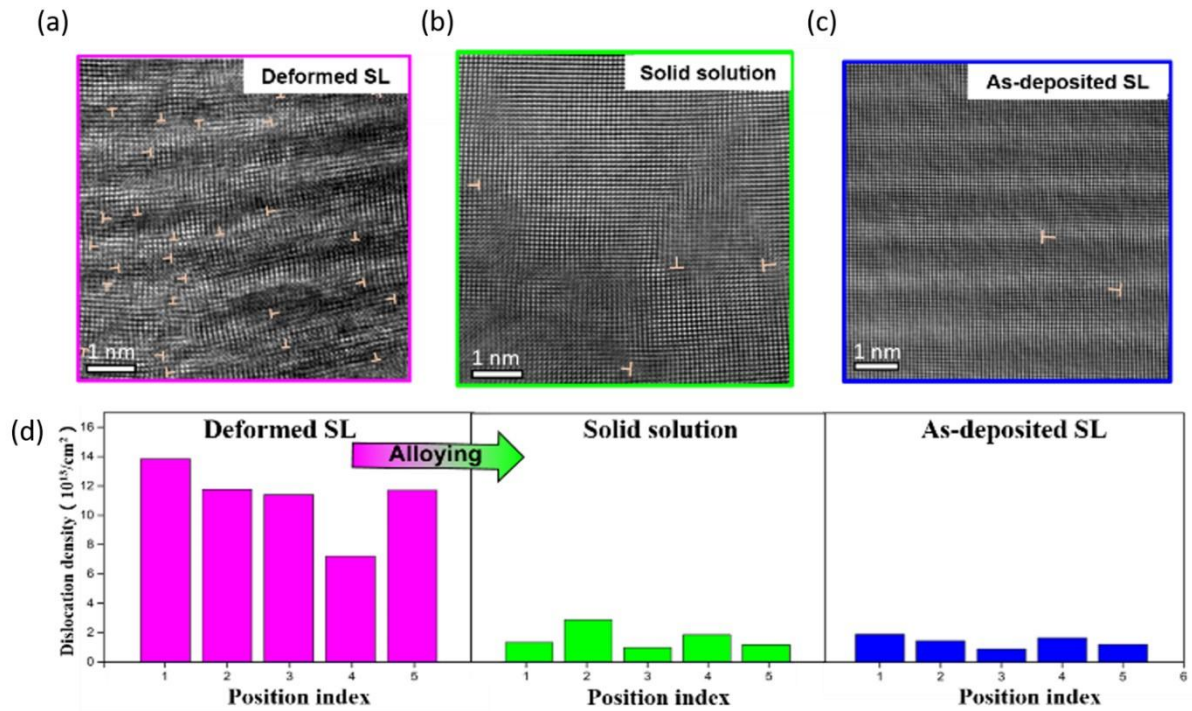 (a)
(b)
(c)
Deformed SL
Solid solution
As-deposited SL
1 nm
1 nm
1 nm
(d)
Deformed SL
Solid solution
As-deposited SL
Alloying
Dislocation density ( 10¹³/cm² )
16
14
12
10
8
6
4
2
0
1 2 3 4 5
1 2 3 4 5
1 2 3 4 5 6
Position index
Position index
Position index